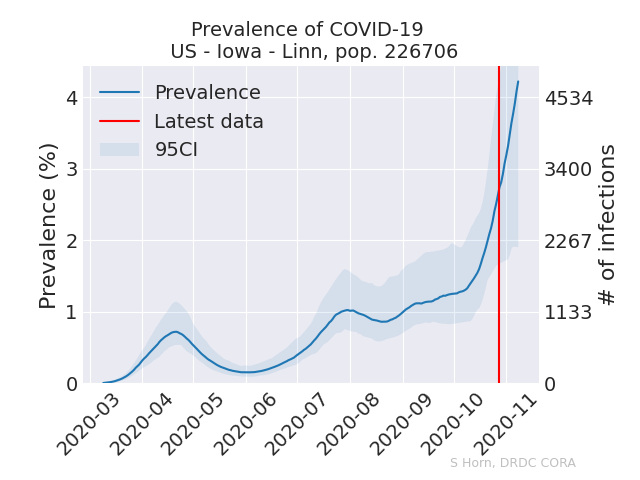 Prevalence of COVID-19
US - Iowa - Linn, pop. 226706
Prevalence
Latest data
95CI
Prevalence (%)
4
3
2
1
0
4534
3400
2267
1133
0
# of infections
2020-03
2020-04
2020-05
2020-06
2020-07
2020-08
2020-09
2020-10
2020-11
S Horn, DRDC CORA